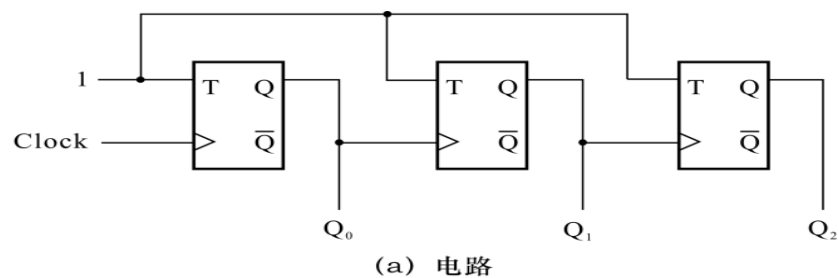 1 T Q T Q T Q
Clock Q̅ Q̅ Q̅
Q₀ Q₁ Q₂
(a) 电路